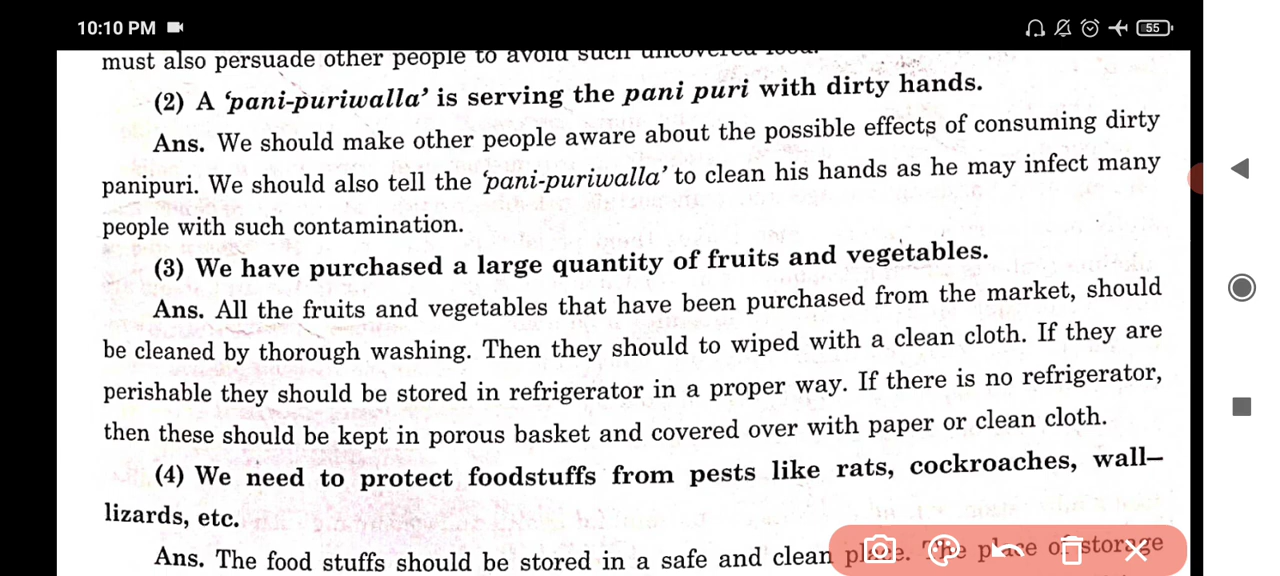 10:10 PM
55
must also persuade other people to avoid such uncovered food.
(2) A ‘pani-puriwalla’ is serving the pani puri with dirty hands.
Ans. We should make other people aware about the possible effects of consuming dirty
panipuri. We should also tell the ‘pani-puriwalla’ to clean his hands as he may infect many
people with such contamination.
(3) We have purchased a large quantity of fruits and vegetables.
Ans. All the fruits and vegetables that have been purchased from the market, should
be cleaned by thorough washing. Then they should to wiped with a clean cloth. If they are
perishable they should be stored in refrigerator in a proper way. If there is no refrigerator,
then these should be kept in porous basket and covered over with paper or clean cloth.
(4) We need to protect foodstuffs from pests like rats, cockroaches, wall–
lizards, etc.
Ans. The food stuffs should be stored in a safe and clean place. The place of storage